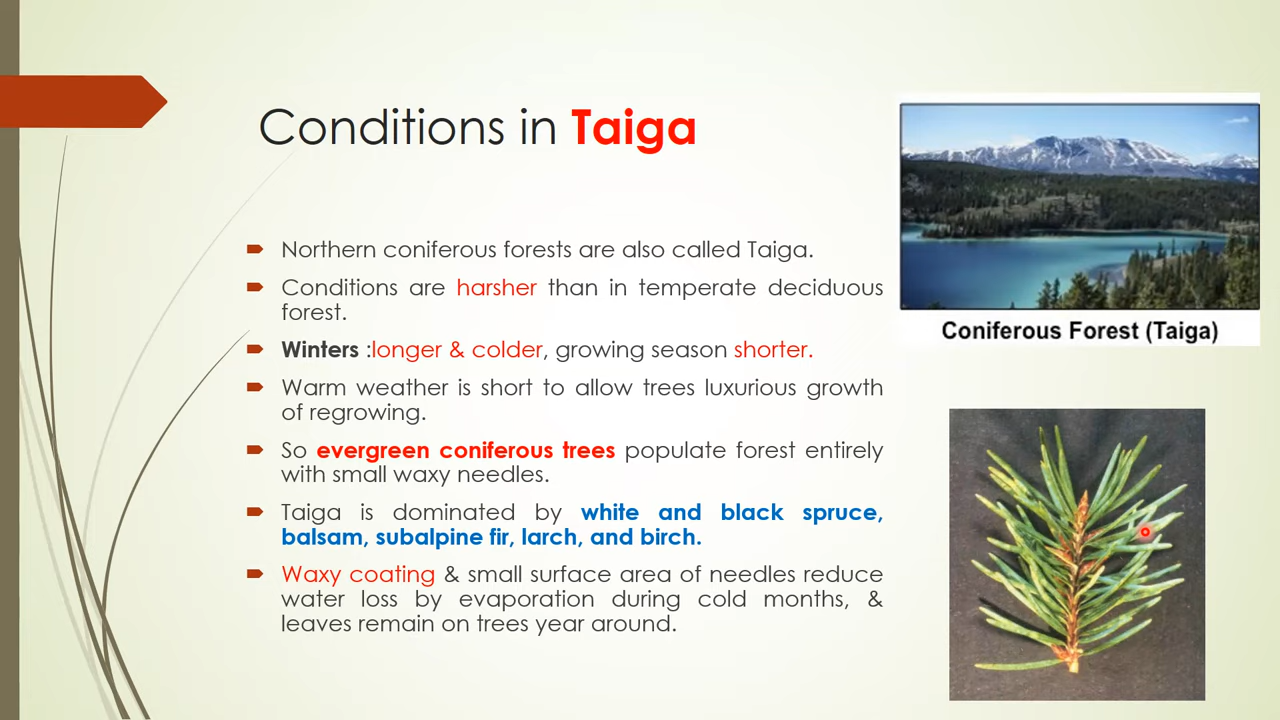 Conditions in Taiga
Northern coniferous forests are also called Taiga.
Conditions are harsher than in temperate deciduous
forest.
Winters :longer & colder, growing season shorter.
Warm weather is short to allow trees luxurious growth
of regrowing.
So evergreen coniferous trees populate forest entirely
with small waxy needles.
Taiga is dominated by white and black spruce,
balsam, subalpine fir, larch, and birch.
Waxy coating & small surface area of needles reduce
water loss by evaporation during cold months, &
leaves remain on trees year around.
Coniferous Forest (Taiga)